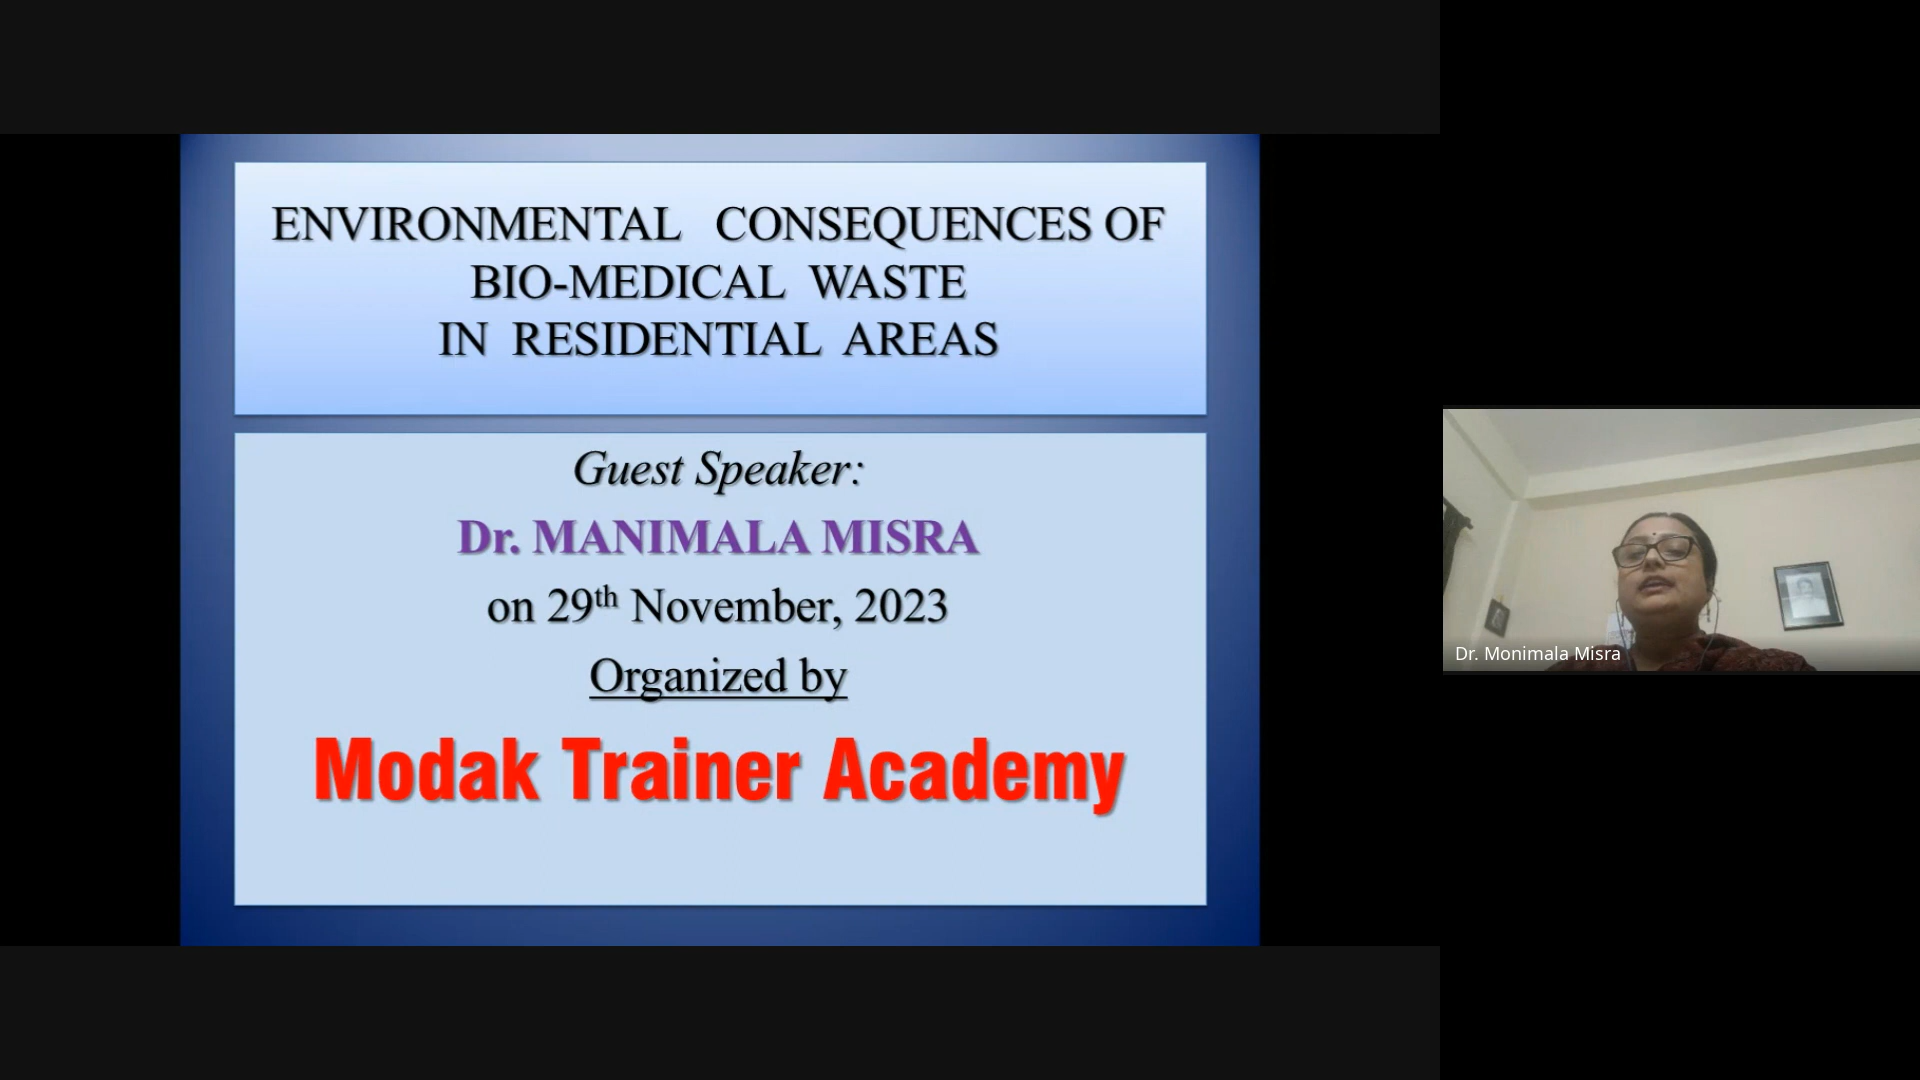 ENVIRONMENTAL CONSEQUENCES OF
BIO-MEDICAL WASTE
IN RESIDENTIAL AREAS
Guest Speaker:
Dr. MANIMALA MISRA
on 29th November, 2023
Organized by
Modak Trainer Academy
Dr. Monimala Misra